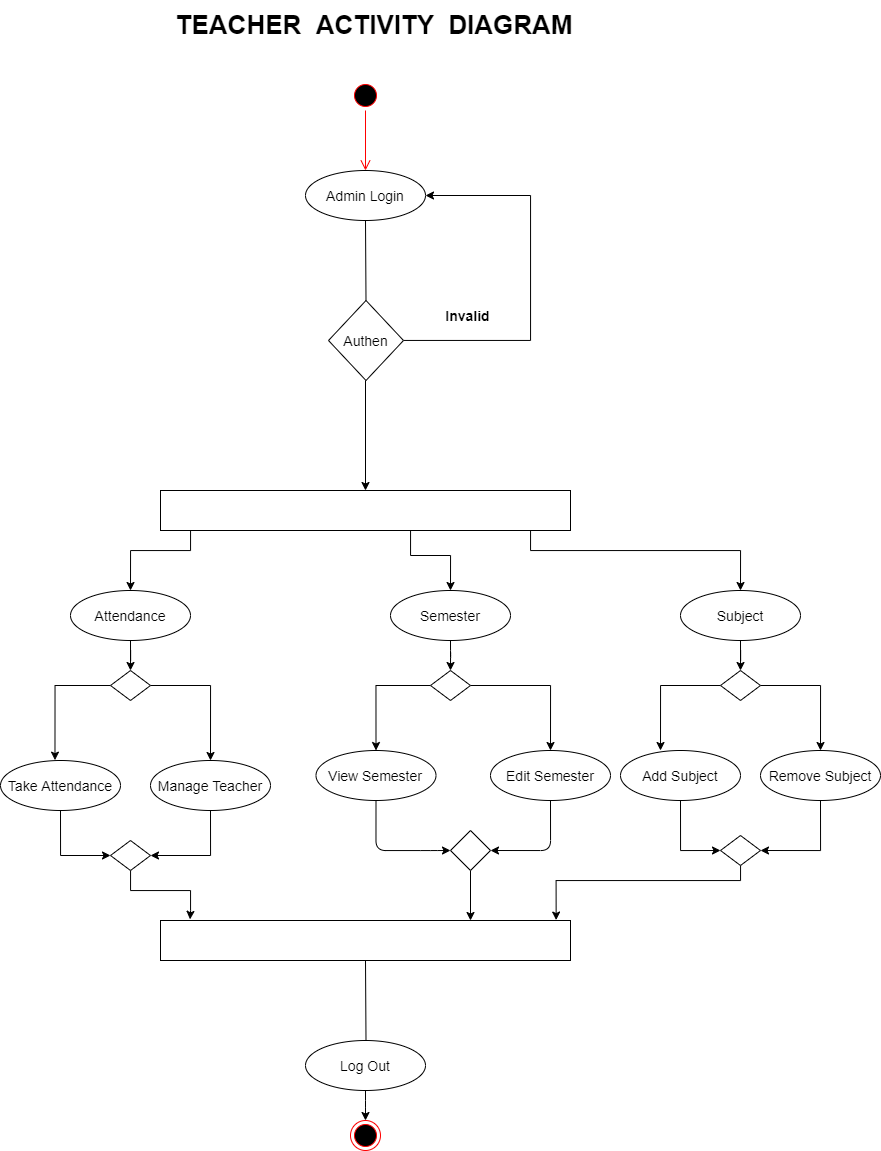 TEACHER ACTIVITY DIAGRAM
Admin Login
Invalid
Authen
Attendance
Semester
Subject
Take Attendance
Manage Teacher
View Semester
Edit Semester
Add Subject
Remove Subject
Log Out